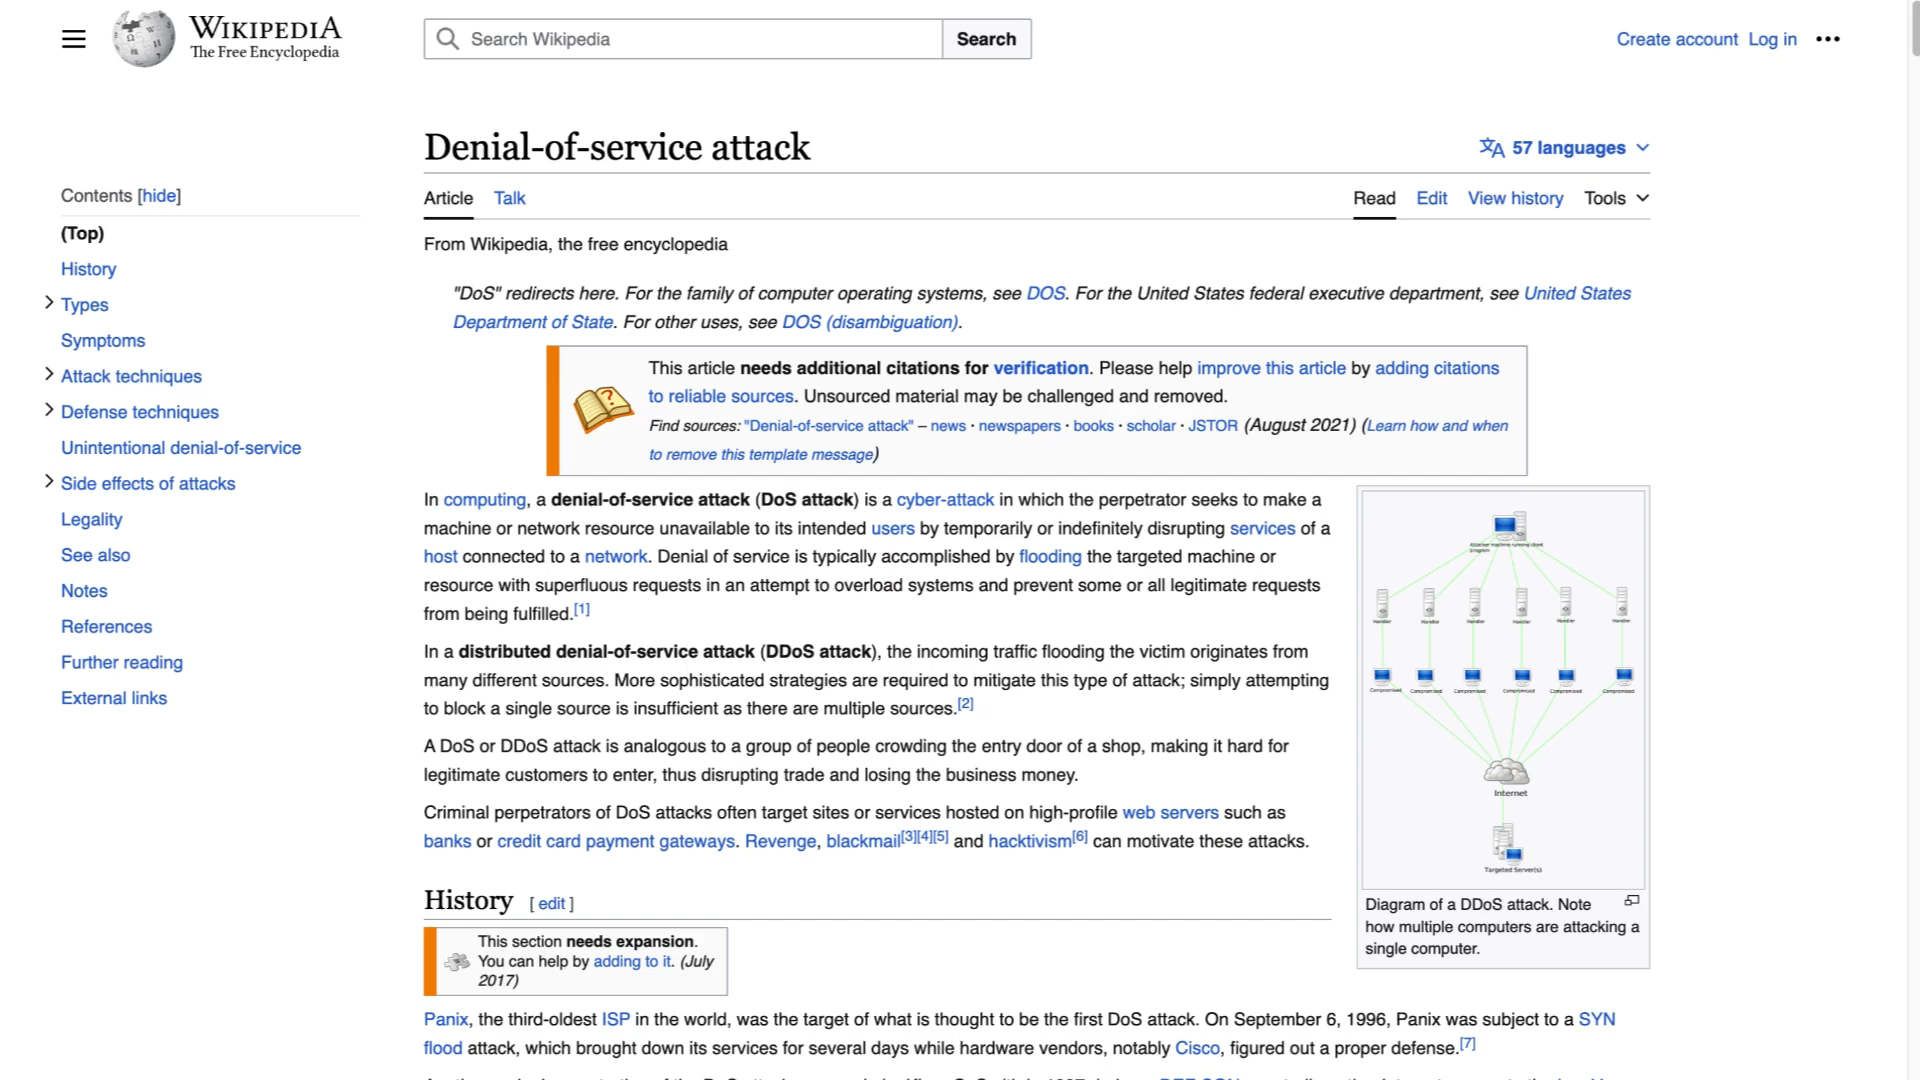 WIKIPEDIA
The Free Encyclopedia
Search Wikipedia
Search
Create account Log in
Denial-of-service attack
57 languages
Contents [hide]
(Top)
History
Types
Symptoms
Attack techniques
Defense techniques
Unintentional denial-of-service
Side effects of attacks
Legality
See also
Notes
References
Further reading
External links
Article Talk
Read Edit View history Tools
From Wikipedia, the free encyclopedia
"DoS" redirects here. For the family of computer operating systems, see DOS. For the United States federal executive department, see United States
Department of State. For other uses, see DOS (disambiguation).
This article needs additional citations for verification. Please help improve this article by adding citations
to reliable sources. Unsourced material may be challenged and removed.
Find sources: "Denial-of-service attack" – news · newspapers · books · scholar · JSTOR (August 2021) (Learn how and when
to remove this template message)
In computing, a denial-of-service attack (DoS attack) is a cyber-attack in which the perpetrator seeks to make a
machine or network resource unavailable to its intended users by temporarily or indefinitely disrupting services of a
host connected to a network. Denial of service is typically accomplished by flooding the targeted machine or
resource with superfluous requests in an attempt to overload systems and prevent some or all legitimate requests
from being fulfilled.[1]
In a distributed denial-of-service attack (DDoS attack), the incoming traffic flooding the victim originates from
many different sources. More sophisticated strategies are required to mitigate this type of attack; simply attempting
to block a single source is insufficient as there are multiple sources.[2]
A DoS or DDoS attack is analogous to a group of people crowding the entry door of a shop, making it hard for
legitimate customers to enter, thus disrupting trade and losing the business money.
Criminal perpetrators of DoS attacks often target sites or services hosted on high-profile web servers such as
banks or credit card payment gateways. Revenge, blackmail[3][4][5] and hacktivism[6] can motivate these attacks.
Attacker machine running client
program
Handler Handler Handler Handler Handler Handler
Compromised Compromised Compromised Compromised Compromised Compromised
Internet
Targeted Server(s)
Diagram of a DDoS attack. Note
how multiple computers are attacking a
single computer.
History [ edit ]
This section needs expansion.
You can help by adding to it. (July
2017)
Panix, the third-oldest ISP in the world, was the target of what is thought to be the first DoS attack. On September 6, 1996, Panix was subject to a SYN
flood attack, which brought down its services for several days while hardware vendors, notably Cisco, figured out a proper defense.[7]